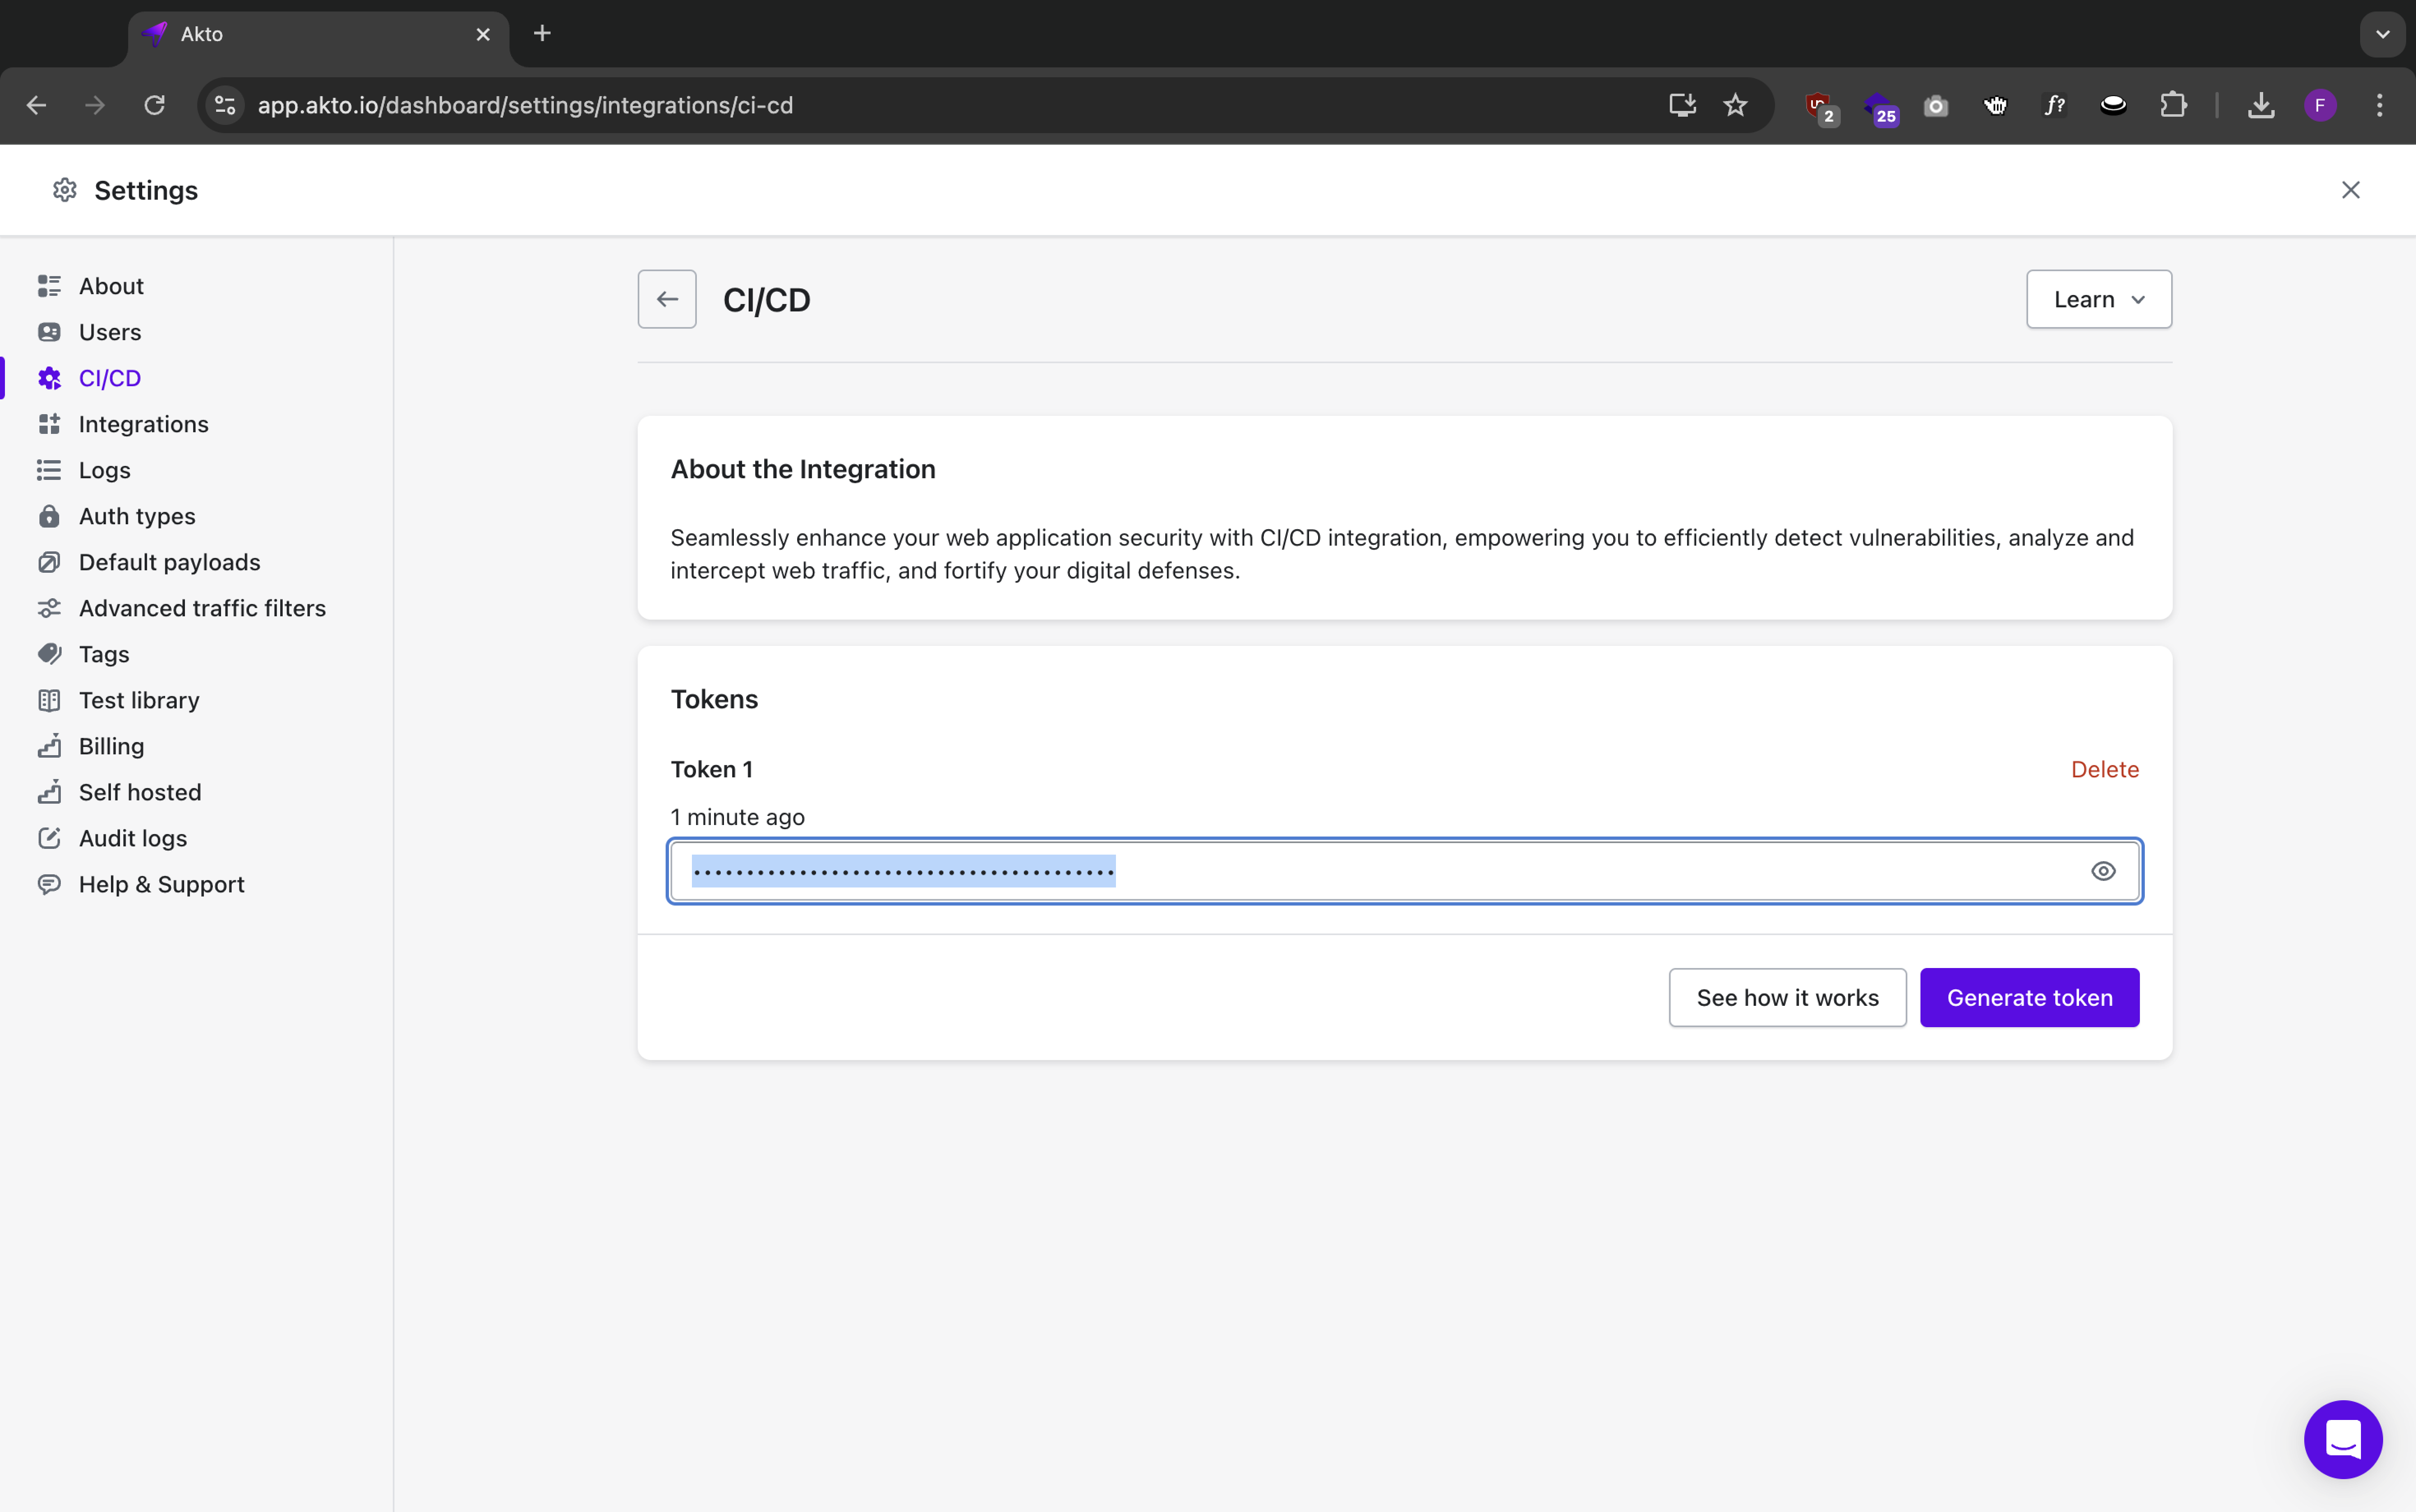 Akto
app.akto.io/dashboard/settings/integrations/ci-cd
2
25
f?
F
Settings
About
Users
CI/CD
Integrations
Logs
Auth types
Default payloads
Advanced traffic filters
Tags
Test library
Billing
Self hosted
Audit logs
Help & Support
CI/CD
Learn
About the Integration
Seamlessly enhance your web application security with CI/CD integration, empowering you to efficiently detect vulnerabilities, analyze and
intercept web traffic, and fortify your digital defenses.
Tokens
Token 1
Delete
1 minute ago
See how it works
Generate token